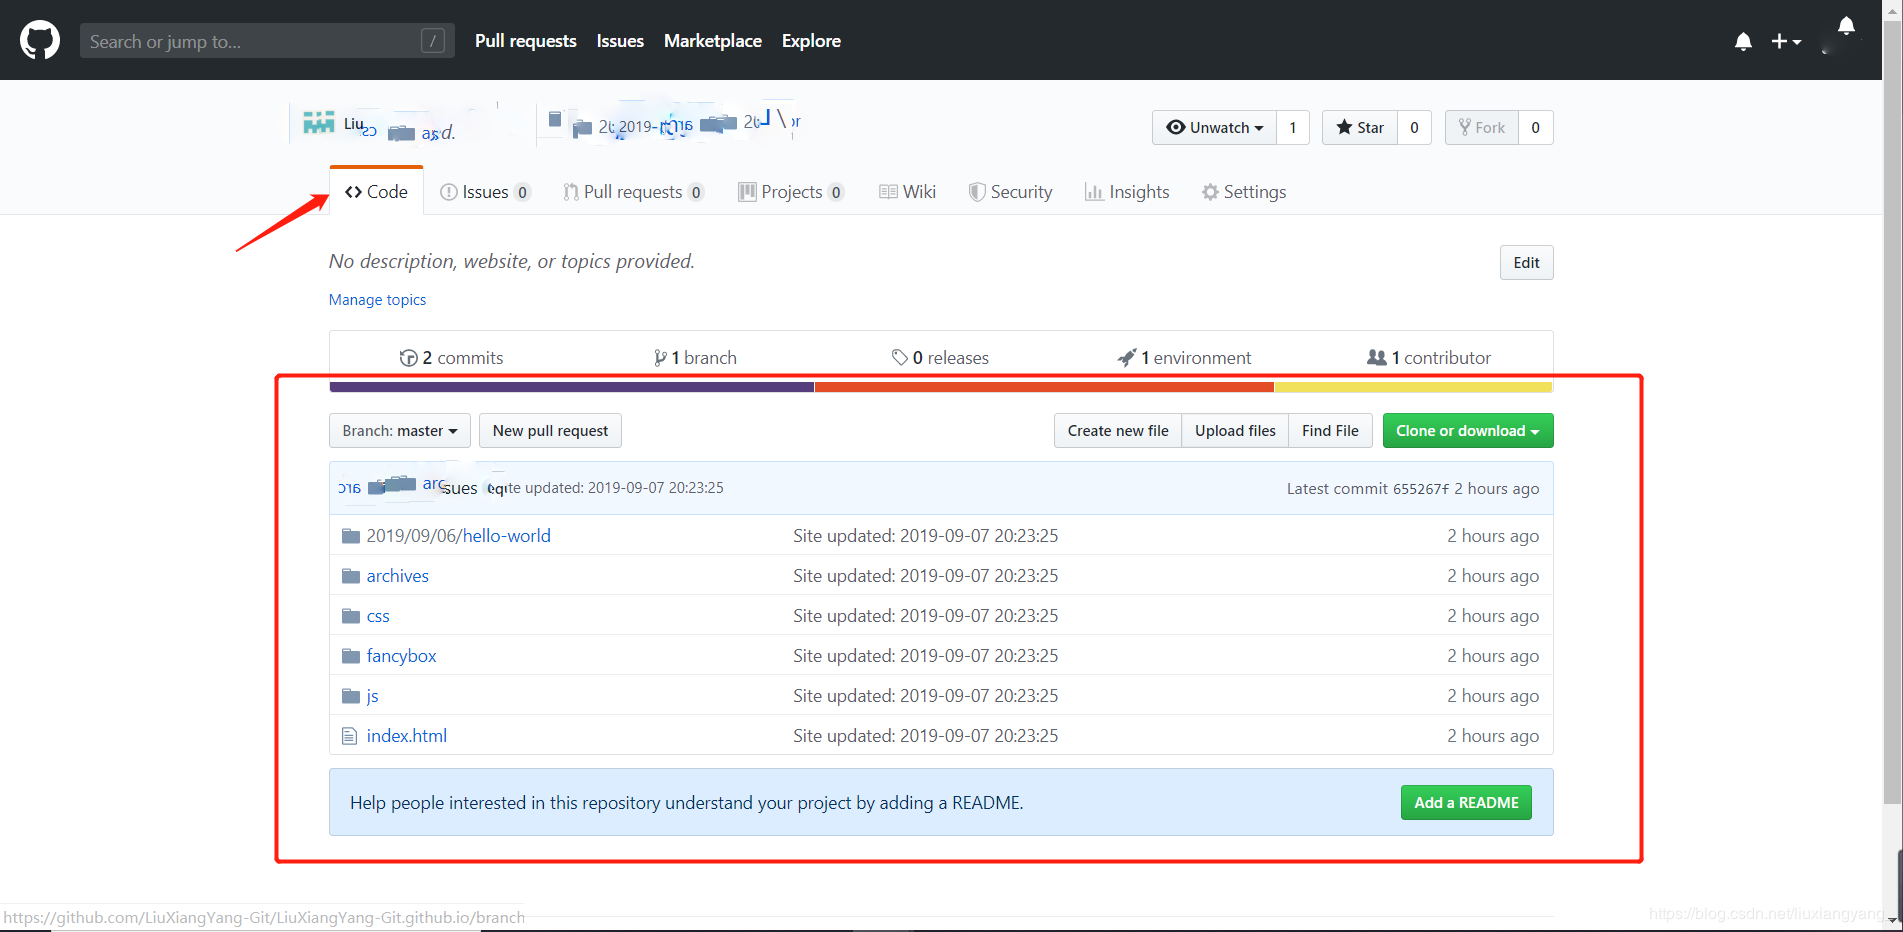 Search or jump to... /
Pull requests Issues Marketplace Explore
Liu
2019-
Unwatch 1 Star 0 Fork 0
Code Issues 0 Pull requests 0 Projects 0 Wiki Security Insights Settings
No description, website, or topics provided. Edit
Manage topics
2 commits 1 branch 0 releases 1 environment 1 contributor
Branch: master New pull request Create new file Upload files Find File Clone or download
updated: 2019-09-07 20:23:25 Latest commit 655267f 2 hours ago
2019/09/06/hello-world Site updated: 2019-09-07 20:23:25 2 hours ago
archives Site updated: 2019-09-07 20:23:25 2 hours ago
css Site updated: 2019-09-07 20:23:25 2 hours ago
fancybox Site updated: 2019-09-07 20:23:25 2 hours ago
js Site updated: 2019-09-07 20:23:25 2 hours ago
index.html Site updated: 2019-09-07 20:23:25 2 hours ago
Help people interested in this repository understand your project by adding a README. Add a README
https://github.com/LiuXiangYang-Git/LiuXiangYang-Git.github.io/branch
https://blog.csdn.net/liuxiangyang